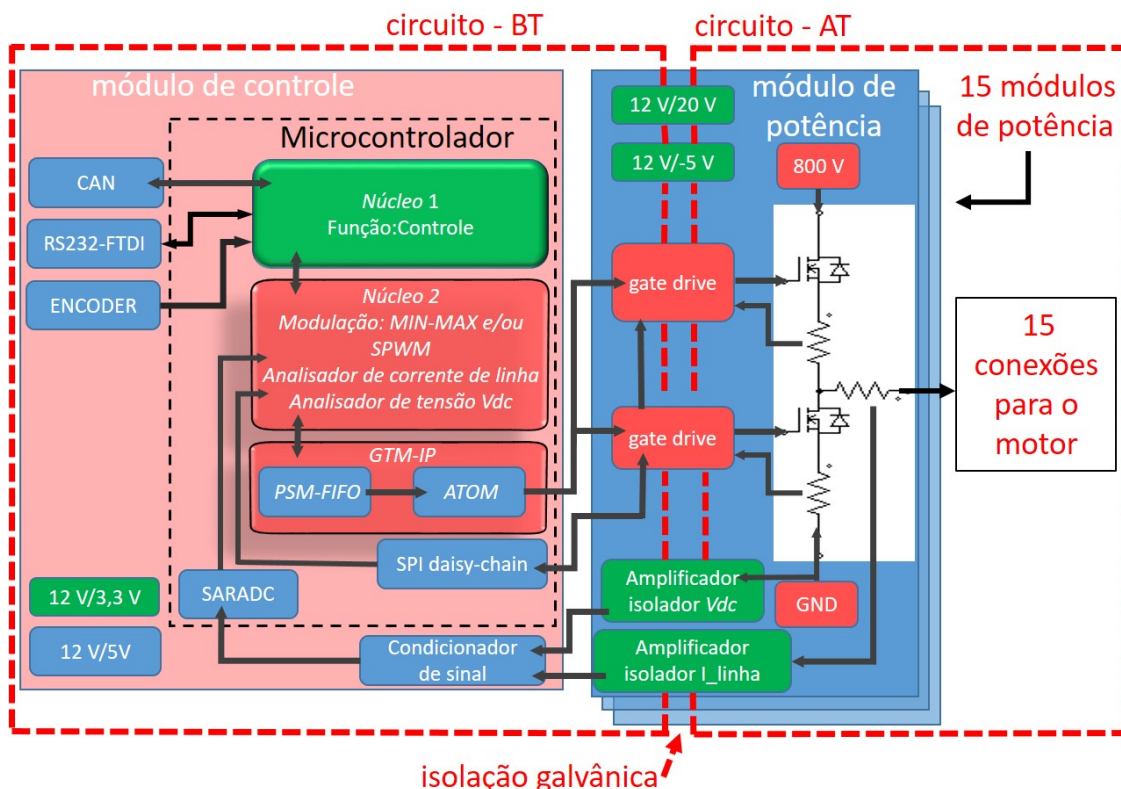 circuito - BT
circuito - AT
módulo de controle
Microcontrolador
CAN
RS232-FTDI
ENCODER
Núcleo 1
Função:Controle
Núcleo 2
Modulação: MIN-MAX e/ou
SPWM
Analisador de corrente de linha
Analisador de tensão Vdc
GTM-IP
PSM-FIFO
ATOM
SPI daisy-chain
SARADC
12 V/3,3 V
12 V/5V
Condicionador
de sinal
12 V/20 V
12 V/-5 V
módulo de
potência
800 V
gate drive
gate drive
Amplificador
isolador Vdc
GND
Amplificador
isolador I_linha
15 módulos
de potência
15
conexões
para o
motor
isolação galvânica